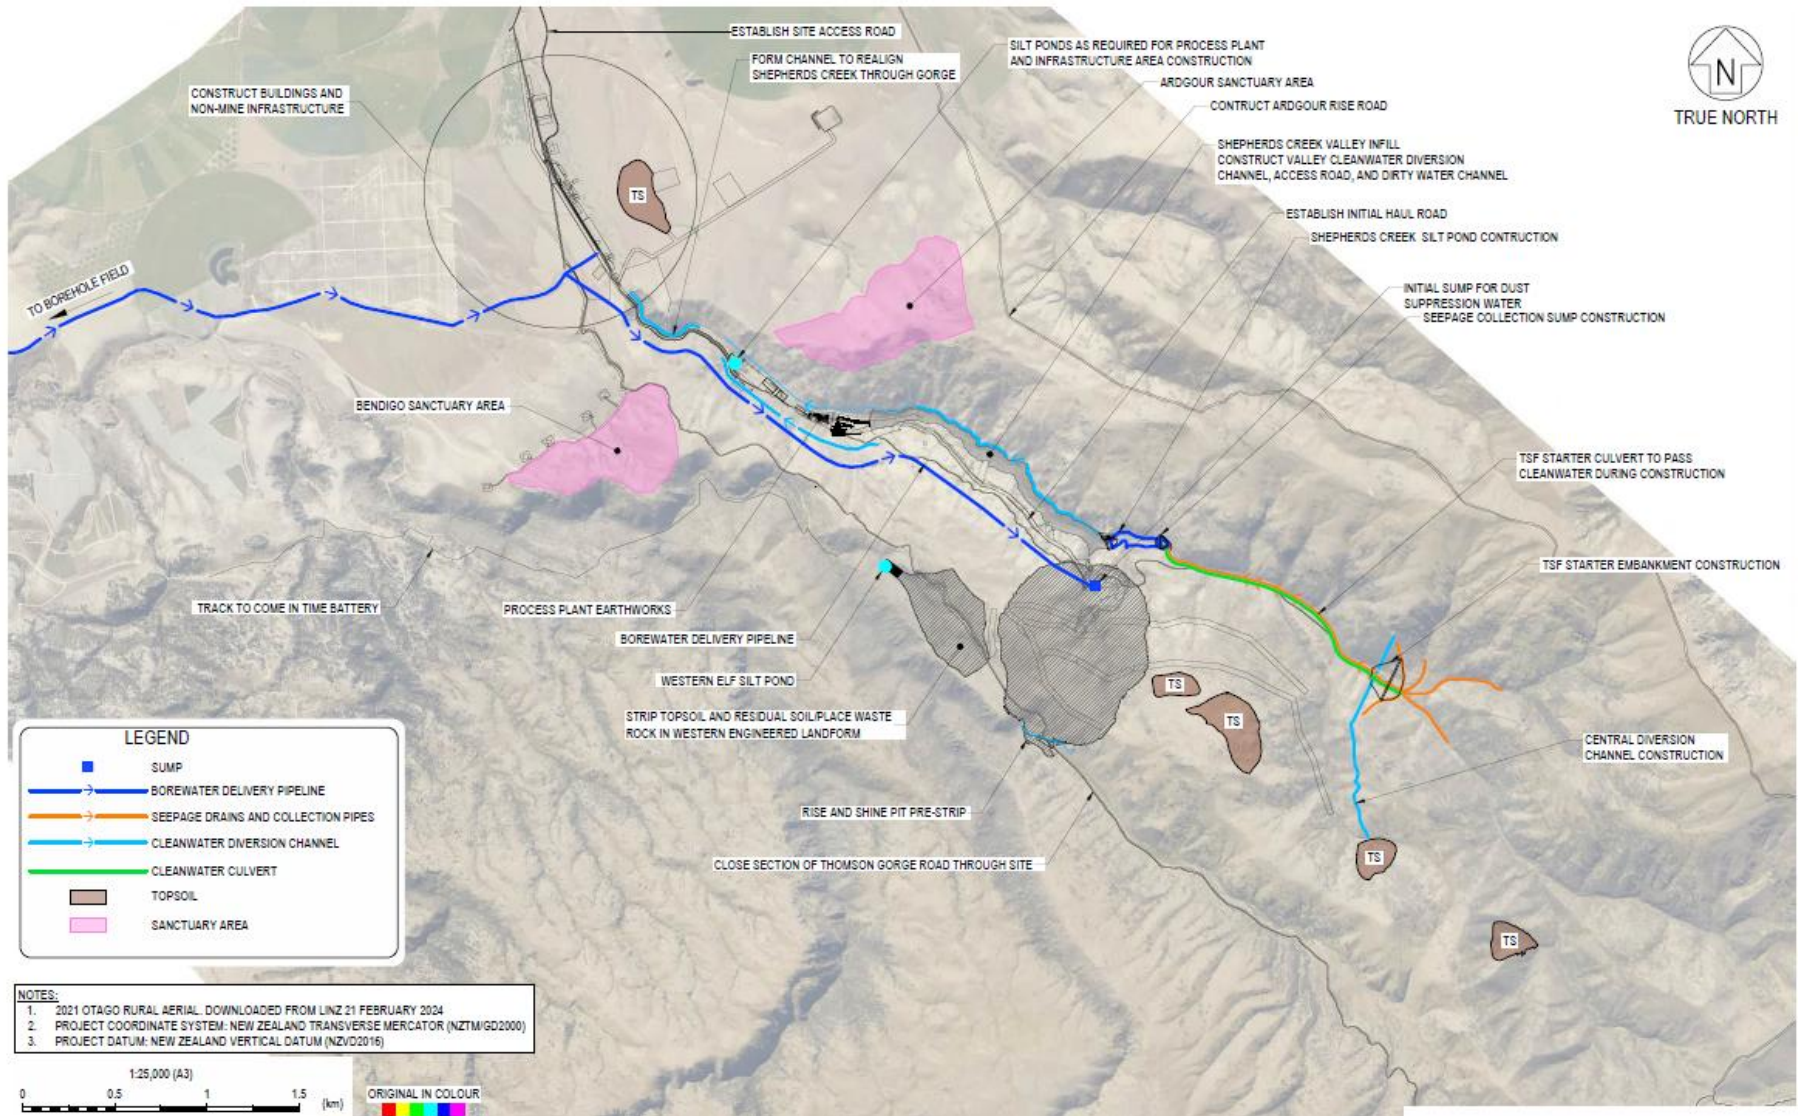 ESTABLISH SITE ACCESS ROAD
FORM CHANNEL TO REALIGN
SHEPHERDS CREEK THROUGH GORGE
SILT PONDS AS REQUIRED FOR PROCESS PLANT
AND INFRASTRUCTURE AREA CONSTRUCTION
ARDGOUR SANCTUARY AREA
CONTRUCT ARDGOUR RISE ROAD
N
TRUE NORTH
CONSTRUCT BUILDINGS AND
NON-MINE INFRASTRUCTURE
SHEPHERDS CREEK VALLEY INFILL
CONSTRUCT VALLEY CLEANWATER DIVERSION
CHANNEL, ACCESS ROAD, AND DIRTY WATER CHANNEL
TS
ESTABLISH INITIAL HAUL ROAD
SHEPHERDS CREEK SILT POND CONTRUCTION
TO BOREHOLE FIELD
INITIAL SUMP FOR DUST
SUPPRESSION WATER
SEEPAGE COLLECTION SUMP CONSTRUCTION
BENDIGO SANCTUARY AREA
TSF STARTER CULVERT TO PASS
CLEANWATER DURING CONSTRUCTION
TSF STARTER EMBANKMENT CONSTRUCTION
TRACK TO COME IN TIME BATTERY
PROCESS PLANT EARTHWORKS
BOREWATER DELIVERY PIPELINE
WESTERN ELF SILT POND
TS
TS
STRIP TOPSOIL AND RESIDUAL SOIL/PLACE WASTE
ROCK IN WESTERN ENGINEERED LANDFORM
CENTRAL DIVERSION
CHANNEL CONSTRUCTION
RISE AND SHINE PIT PRE-STRIP
CLOSE SECTION OF THOMSON GORGE ROAD THROUGH SITE
TS
TS
LEGEND
SUMP
BOREWATER DELIVERY PIPELINE
SEEPAGE DRAINS AND COLLECTION PIPES
CLEANWATER DIVERSION CHANNEL
CLEANWATER CULVERT
TOPSOIL
SANCTUARY AREA
NOTES:
1. 2021 OTAGO RURAL AERIAL. DOWNLOADED FROM LINZ 21 FEBRUARY 2024
2. PROJECT COORDINATE SYSTEM: NEW ZEALAND TRANSVERSE MERCATOR (NZTM/GD2000)
3. PROJECT DATUM: NEW ZEALAND VERTICAL DATUM (NZVD2016)
1:25,000 (A3)
0 0.5 1 1.5 (km)
ORIGINAL IN COLOUR